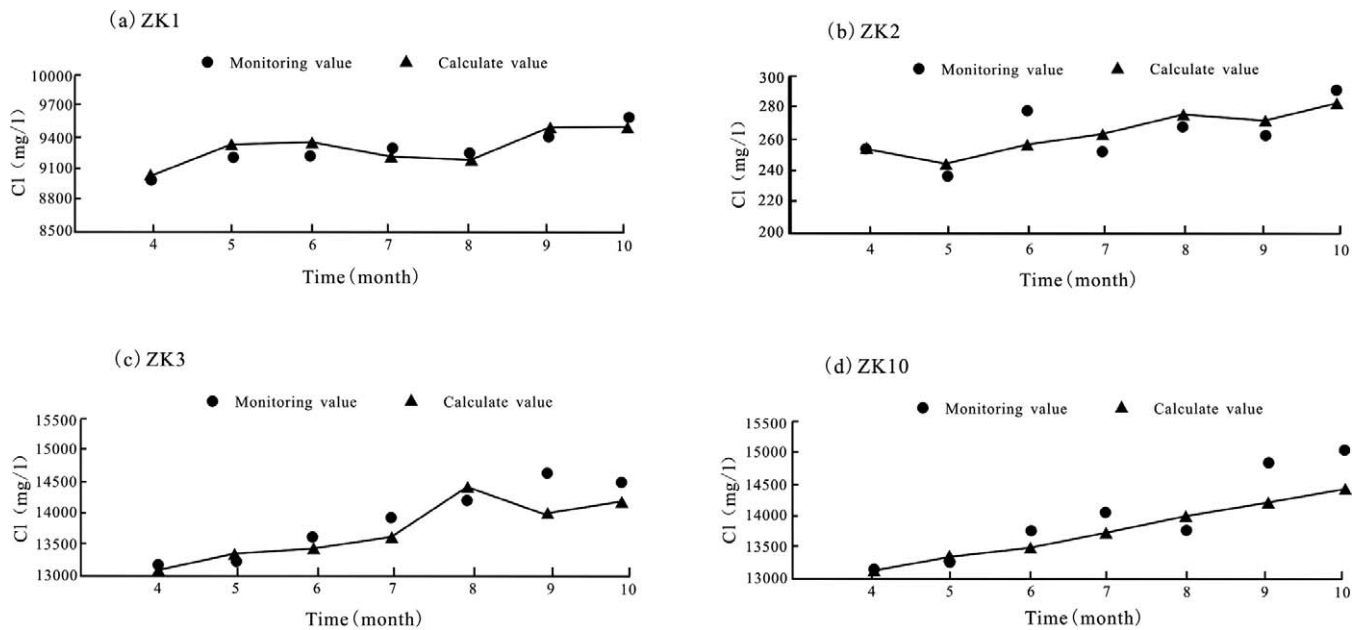 (a) ZK1
Monitoring value Calculate value
10000
9700
9400
9100
8800
8500
Cl (mg/l)
4 5 6 7 8 9 10
Time (month)
(b) ZK2
Monitoring value Calculate value
300
280
260
240
220
200
Cl (mg/l)
4 5 6 7 8 9 10
Time (month)
(c) ZK3
Monitoring value Calculate value
15500
15000
14500
14000
13500
13000
Cl (mg/l)
4 5 6 7 8 9 10
Time (month)
(d) ZK10
Monitoring value Calculate value
15500
15000
14500
14000
13500
13000
Cl (mg/l)
4 5 6 7 8 9 10
Time (month)